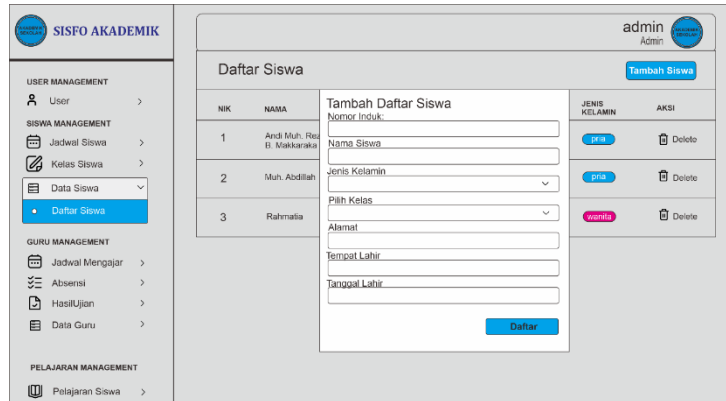 SISFO AKADEMIK
admin
Admin
USER MANAGEMENT
User
SISWA MANAGEMENT
Jadwal Siswa
Kelas Siswa
Data Siswa
Daftar Siswa
GURU MANAGEMENT
Jadwal Mengajar
Absensi
HasilUjian
Data Guru
PELAJARAN MANAGEMENT
Pelajaran Siswa
Daftar Siswa
Tambah Siswa
NIK NAMA JENIS KELAMIN AKSI
1 Andi Muh. B. Makkaraka pria Delete
2 Muh. Abdillah pria Delete
3 Rahmatia wanita Delete
Tambah Daftar Siswa
Nomor Induk:
Nama Siswa
Jenis Kelamin
Pilih Kelas
Alamat
Tempat Lahir
Tanggal Lahir
Daftar